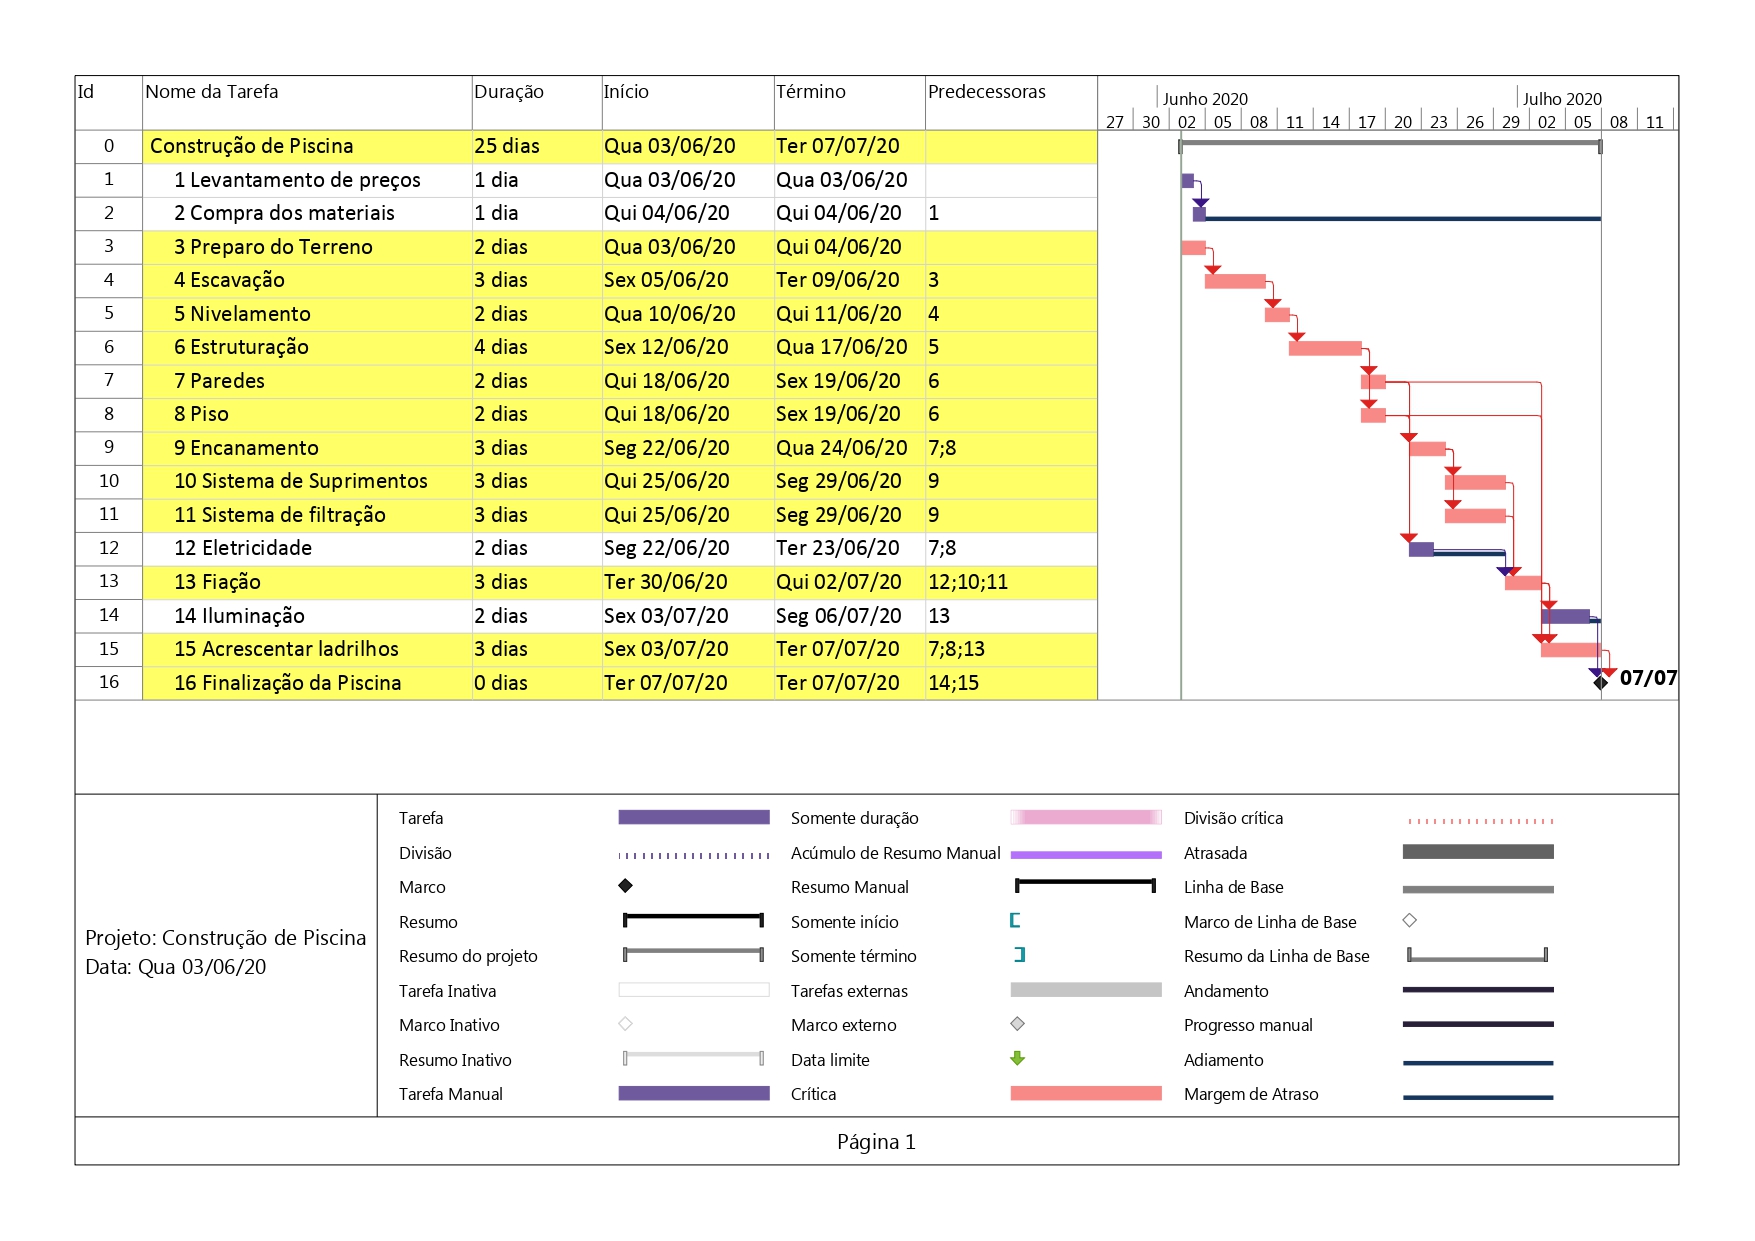 Id Nome da Tarefa Duração Início Término Predecessoras
Junho 2020 Julho 2020
27 30 02 05 08 11 14 17 20 23 26 29 02 05 08 11
0 Construção de Piscina 25 dias Qua 03/06/20 Ter 07/07/20
1 1 Levantamento de preços 1 dia Qua 03/06/20 Qua 03/06/20
2 2 Compra dos materiais 1 dia Qui 04/06/20 Qui 04/06/20 1
3 3 Preparo do Terreno 2 dias Qua 03/06/20 Qui 04/06/20
4 4 Escavação 3 dias Sex 05/06/20 Ter 09/06/20 3
5 5 Nivelamento 2 dias Qua 10/06/20 Qui 11/06/20 4
6 6 Estruturação 4 dias Sex 12/06/20 Qua 17/06/20 5
7 7 Paredes 2 dias Qui 18/06/20 Sex 19/06/20 6
8 8 Piso 2 dias Qui 18/06/20 Sex 19/06/20 6
9 9 Encanamento 3 dias Seg 22/06/20 Qua 24/06/20 7;8
10 10 Sistema de Suprimentos 3 dias Qui 25/06/20 Seg 29/06/20 9
11 11 Sistema de filtração 3 dias Qui 25/06/20 Seg 29/06/20 9
12 12 Eletricidade 2 dias Seg 22/06/20 Ter 23/06/20 7;8
13 13 Fiação 3 dias Ter 30/06/20 Qui 02/07/20 12;10;11
14 14 Iluminação 2 dias Sex 03/07/20 Seg 06/07/20 13
15 15 Acrescentar ladrilhos 3 dias Sex 03/07/20 Ter 07/07/20 7;8;13
16 16 Finalização da Piscina 0 dias Ter 07/07/20 Ter 07/07/20 14;15 07/07
Projeto: Construção de Piscina
Data: Qua 03/06/20
Tarefa Somente duração Divisão crítica
Divisão Acúmulo de Resumo Manual Atrasada
Marco Resumo Manual Linha de Base
Resumo Somente início Marco de Linha de Base
Resumo do projeto Somente término Resumo da Linha de Base
Tarefa Inativa Tarefas externas Andamento
Marco Inativo Marco externo Progresso manual
Resumo Inativo Data limite Adiamento
Tarefa Manual Crítica Margem de Atraso
Página 1